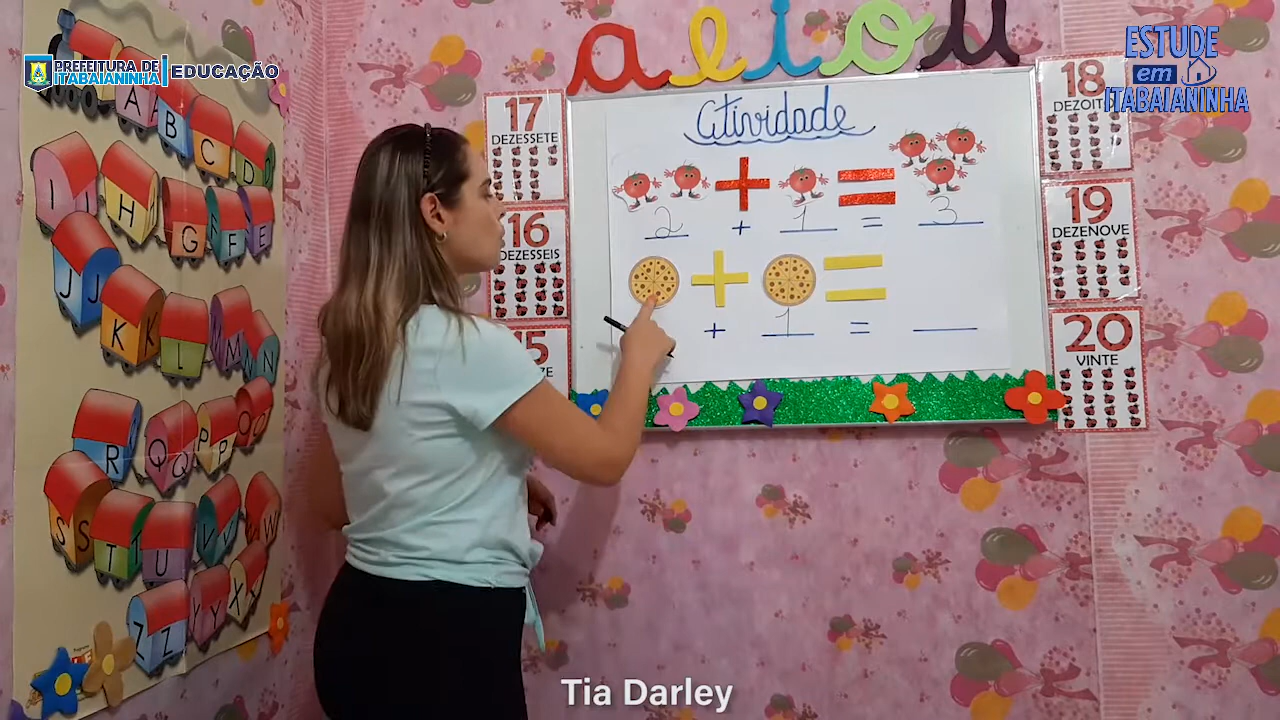 PREFEITURA DE
ITABAIANINHA
EDUCAÇÃO
ESTUDE
em
ITABAIANINHA
a e i o u
Atividade
2 + 1 = 3
+ 1 =
17
DEZESSETE
16
DEZESSEIS
18
19
DEZENOVE
20
VINTE
A B C D
I H G F E
J K L M N
R Q P O
S T U V W
Z Y X
Tia Darley